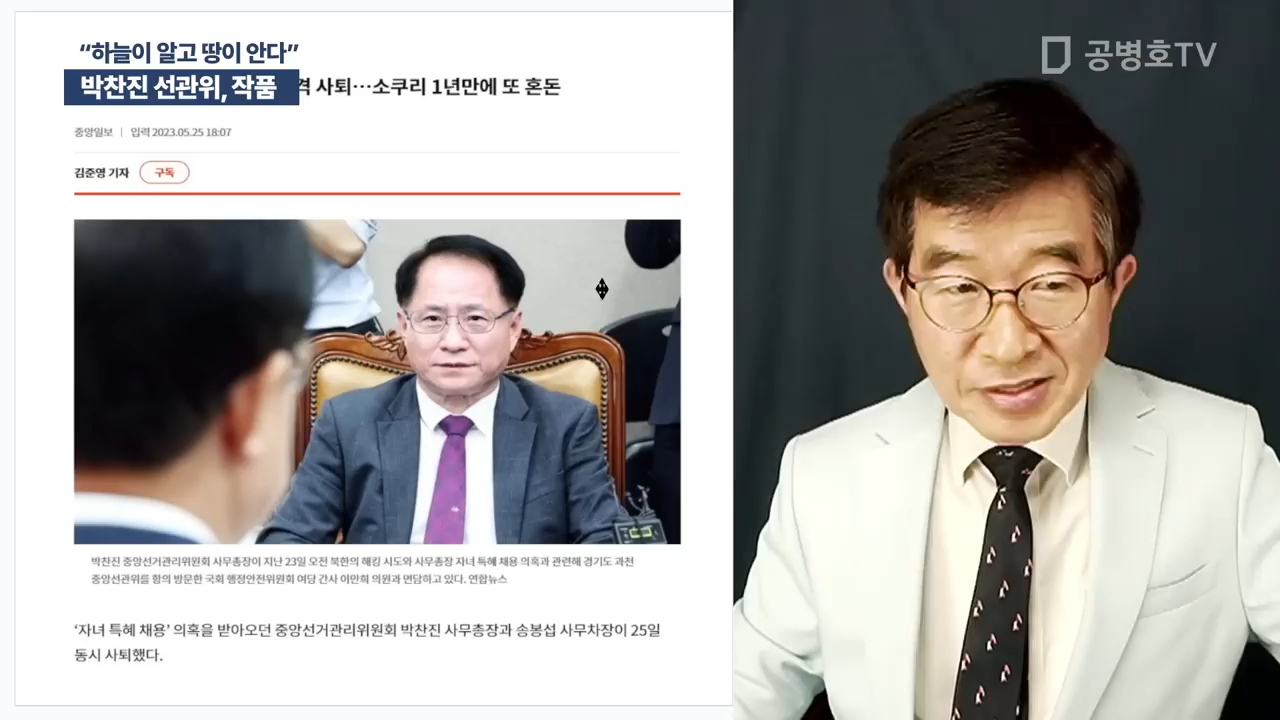 “하늘이 알고 땅이 안다”
박찬진 선관위, 작품
격 사퇴…소쿠리 1년만에 또 혼돈
중앙일보 | 입력 2023.05.25 18:07
김준영 기자 구독
박찬진 중앙선거관리위원회 사무총장이 지난 23일 오전 북한의 해킹 시도와 사무총장 자녀 특혜 채용 의혹과 관련해 경기도 과천
중앙선관위를 항의 방문한 국회 행정안전위원회 여당 간사 이만희 의원과 면담하고 있다. 연합뉴스
‘자녀 특혜 채용’ 의혹을 받아오던 중앙선거관리위원회 박찬진 사무총장과 송봉섭 사무차장이 25일
동시 사퇴했다.
공병호TV